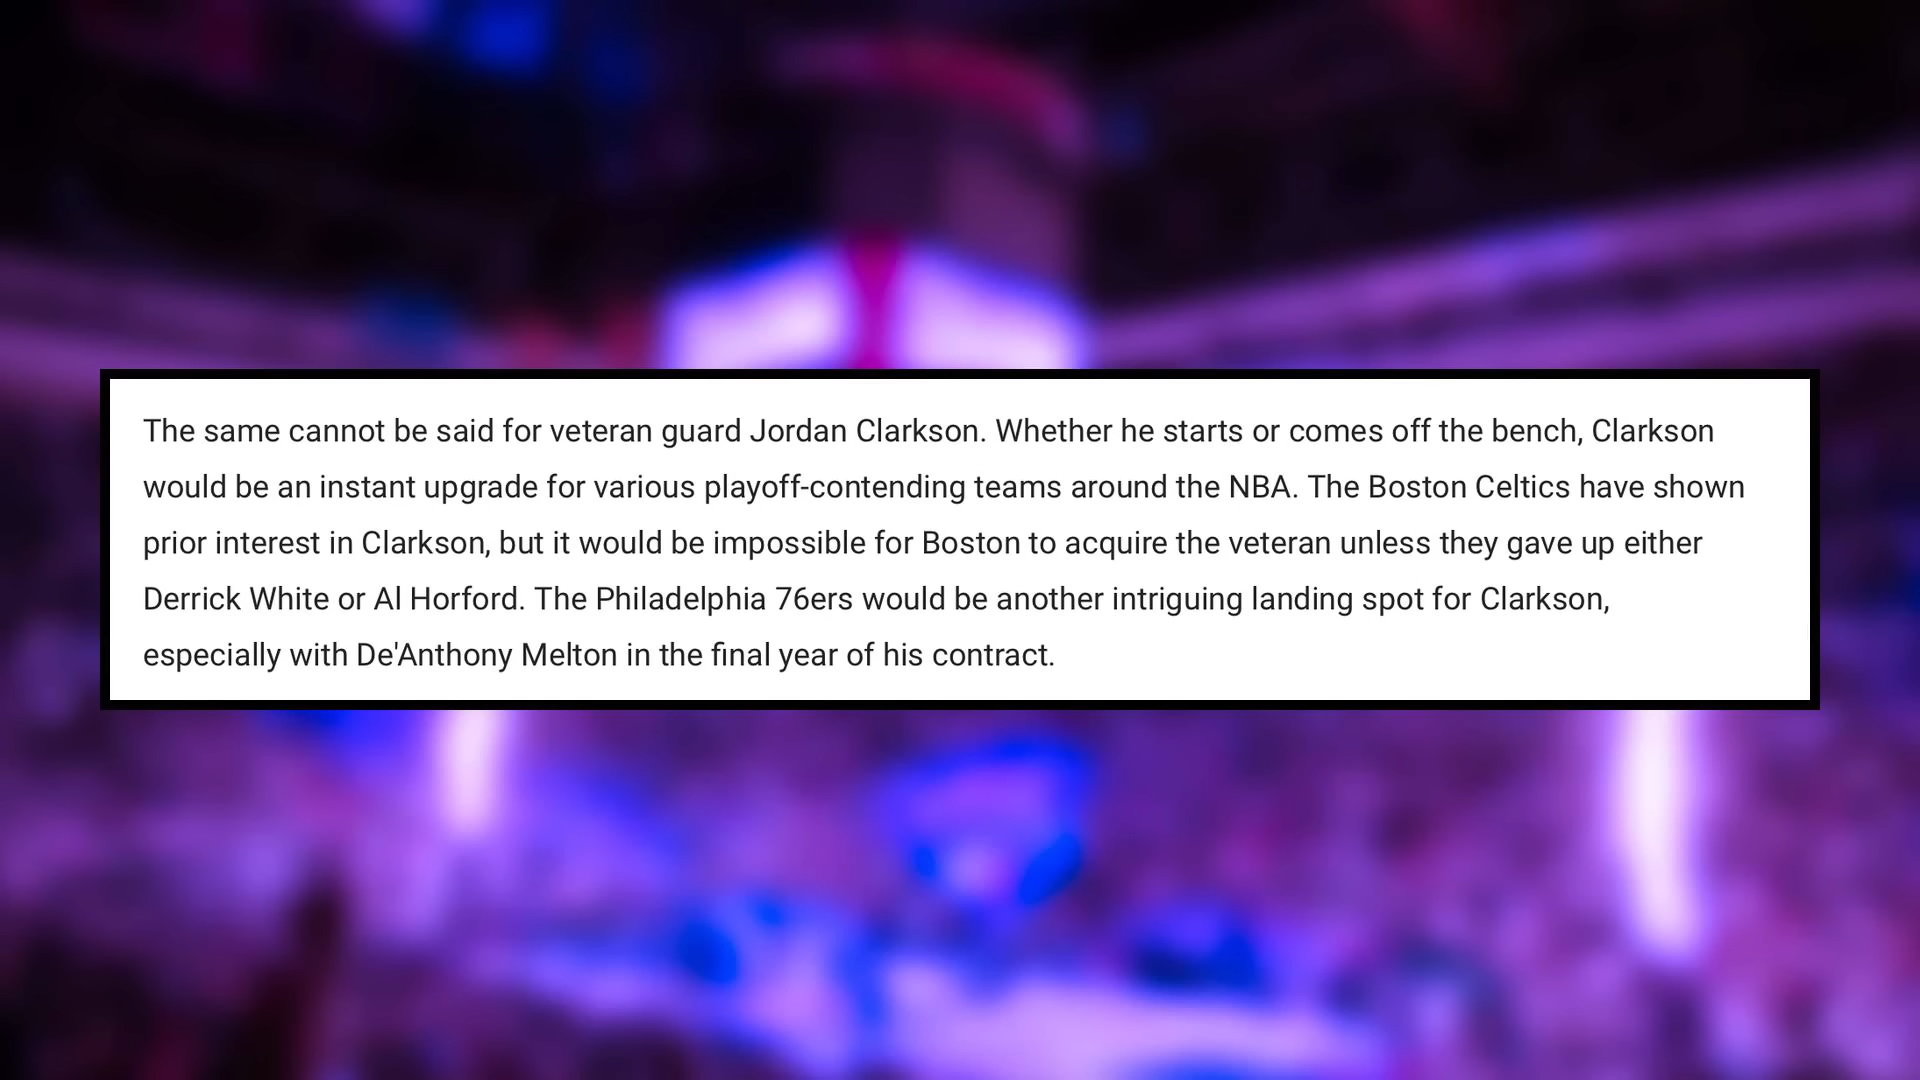 The same cannot be said for veteran guard Jordan Clarkson. Whether he starts or comes off the bench, Clarkson
would be an instant upgrade for various playoff-contending teams around the NBA. The Boston Celtics have shown
prior interest in Clarkson, but it would be impossible for Boston to acquire the veteran unless they gave up either
Derrick White or Al Horford. The Philadelphia 76ers would be another intriguing landing spot for Clarkson,
especially with De'Anthony Melton in the final year of his contract.